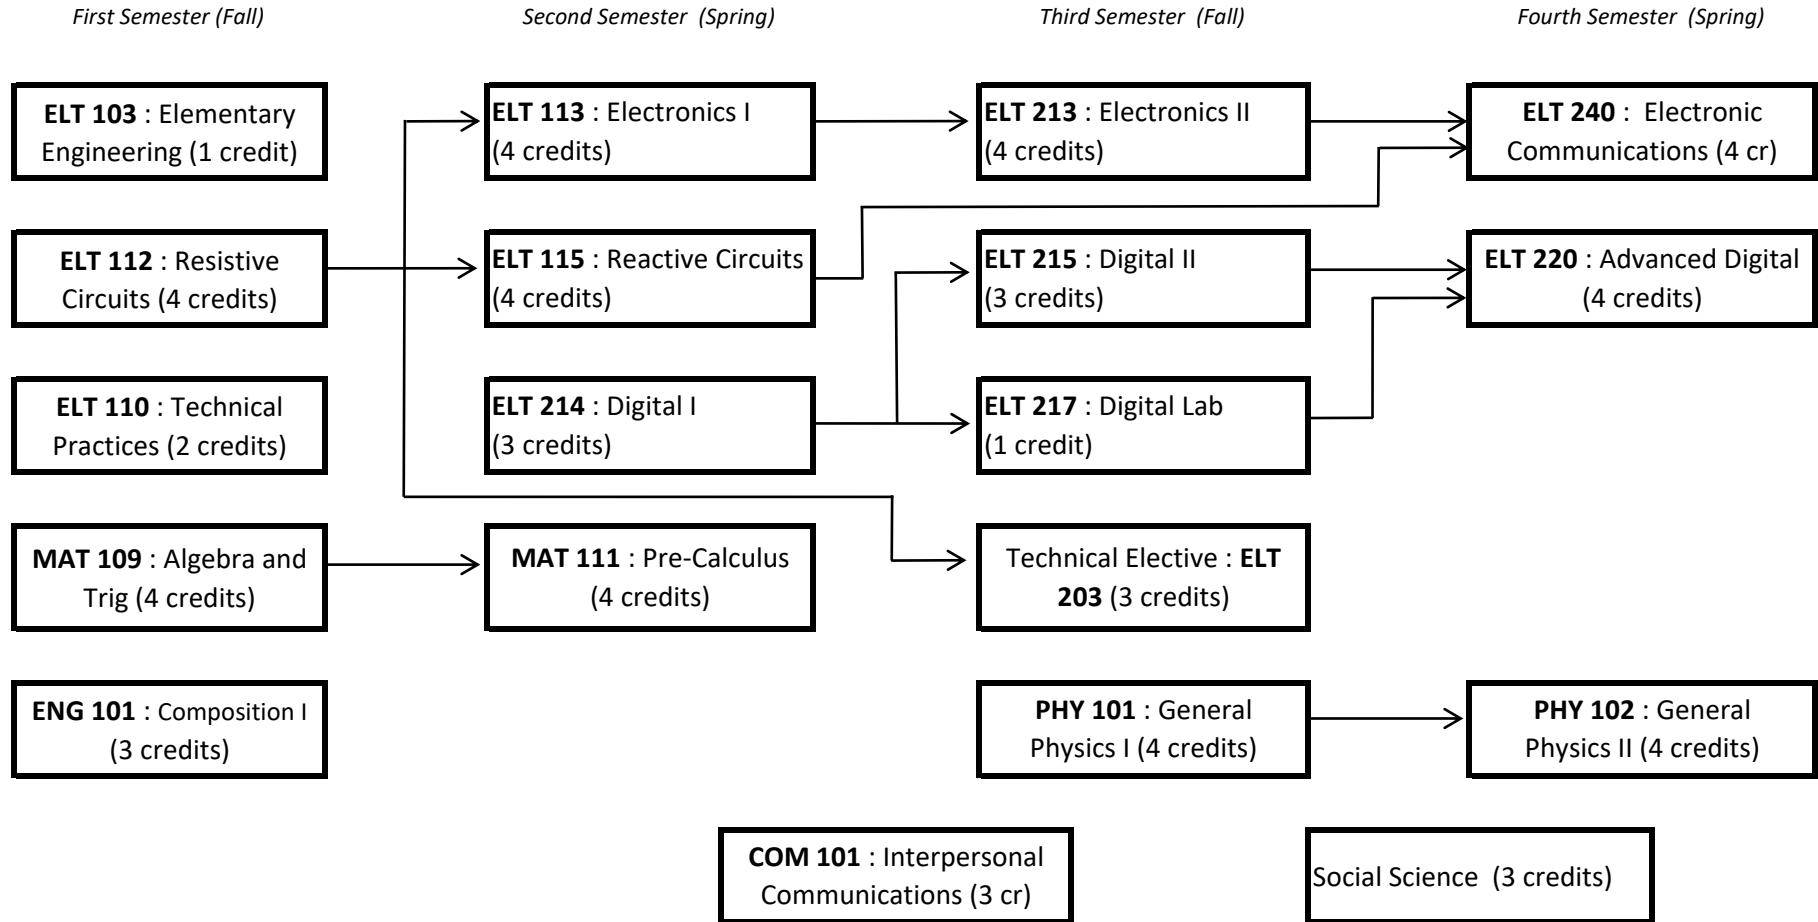 First Semester (Fall)
Second Semester (Spring)
Third Semester (Fall)
Fourth Semester (Spring)
ELT 103 : Elementary
Engineering (1 credit)
ELT 113 : Electronics I
(4 credits)
ELT 213 : Electronics II
(4 credits)
ELT 240 : Electronic
Communications (4 cr)
ELT 112 : Resistive
Circuits (4 credits)
ELT 115 : Reactive Circuits
(4 credits)
ELT 215 : Digital II
(3 credits)
ELT 220 : Advanced Digital
(4 credits)
ELT 110 : Technical
Practices (2 credits)
ELT 214 : Digital I
(3 credits)
ELT 217 : Digital Lab
(1 credit)
MAT 109 : Algebra and
Trig (4 credits)
MAT 111 : Pre-Calculus
(4 credits)
Technical Elective : ELT
203 (3 credits)
ENG 101 : Composition I
(3 credits)
PHY 101 : General
Physics I (4 credits)
PHY 102 : General
Physics II (4 credits)
COM 101 : Interpersonal
Communications (3 cr)
Social Science (3 credits)